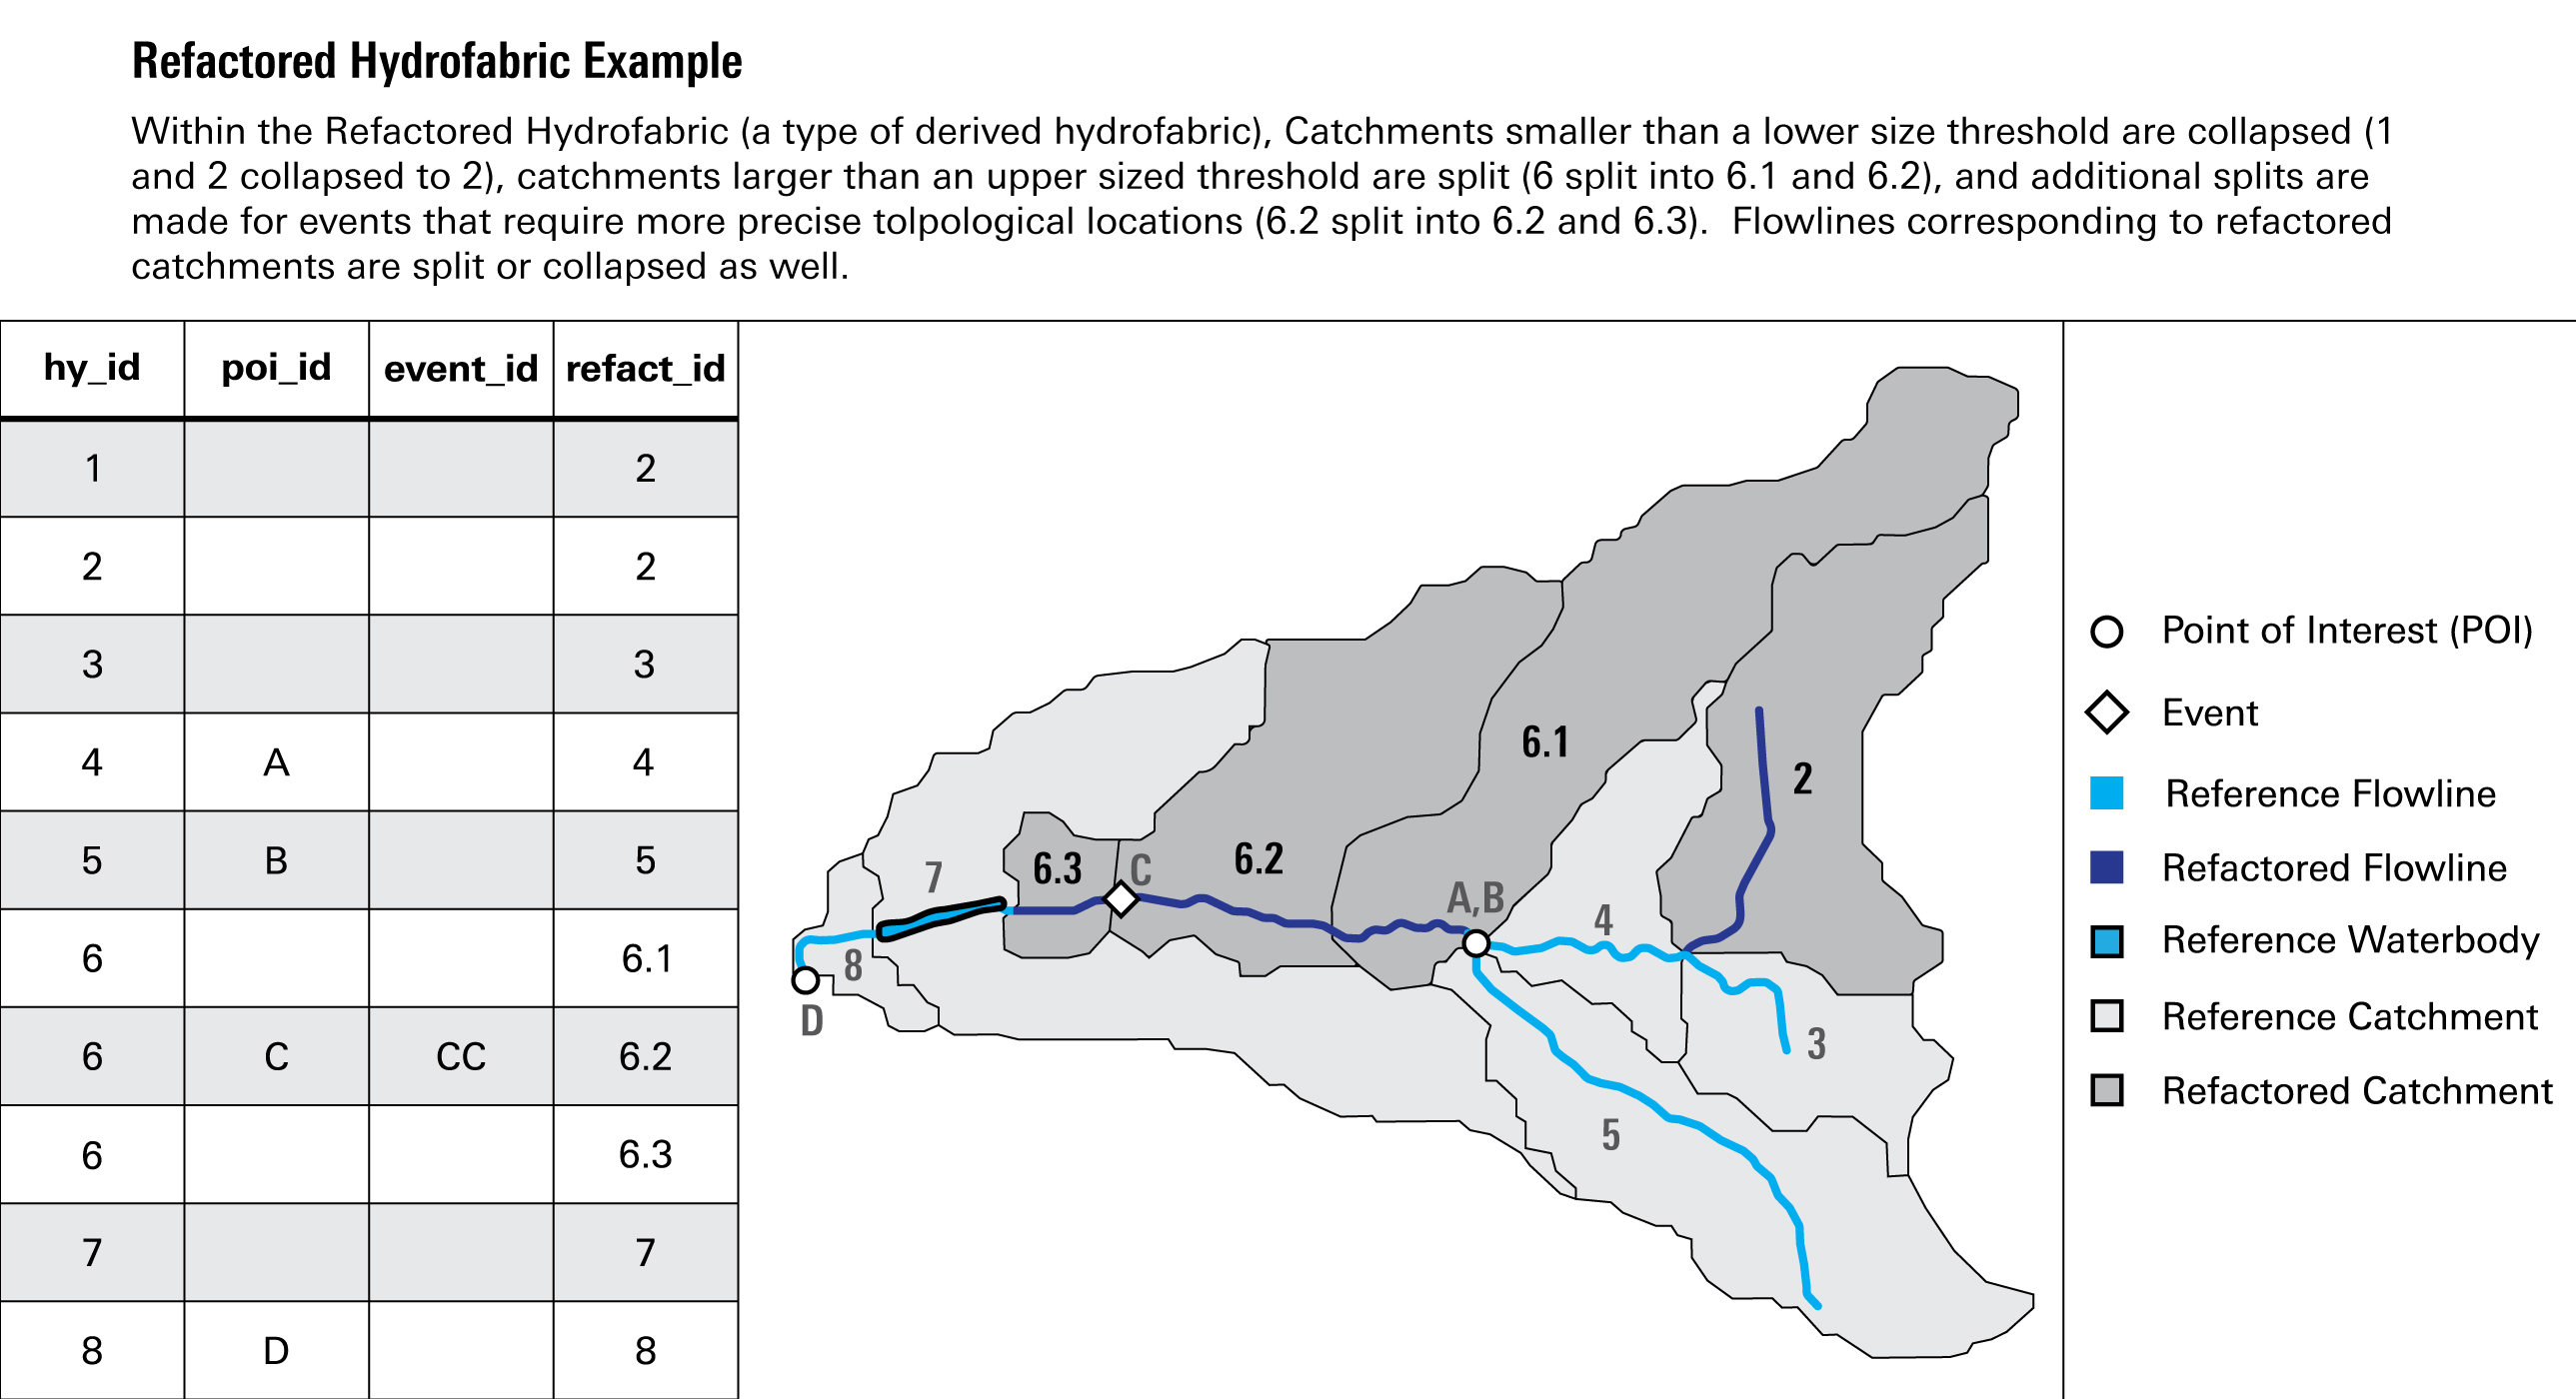 Refactored Hydrofabric Example
Within the Refactored Hydrofabric (a type of derived hydrofabric), Catchments smaller than a lower size threshold are collapsed (1
and 2 collapsed to 2), catchments larger than an upper sized threshold are split (6 split into 6.1 and 6.2), and additional splits are
made for events that require more precise tolpological locations (6.2 split into 6.2 and 6.3).  Flowlines corresponding to refactored
catchments are split or collapsed as well.
hy_id poi_id event_id refact_id
1 2
2 2
3 3
4 A 4
5 B 5
6 6.1
6 C CC 6.2
6 6.3
7 7
8 D 8
6.1
2
6.2
6.3
C
7
A,B
4
8
D
3
5
Point of Interest (POI)
Event
Reference Flowline
Refactored Flowline
Reference Waterbody
Reference Catchment
Refactored Catchment